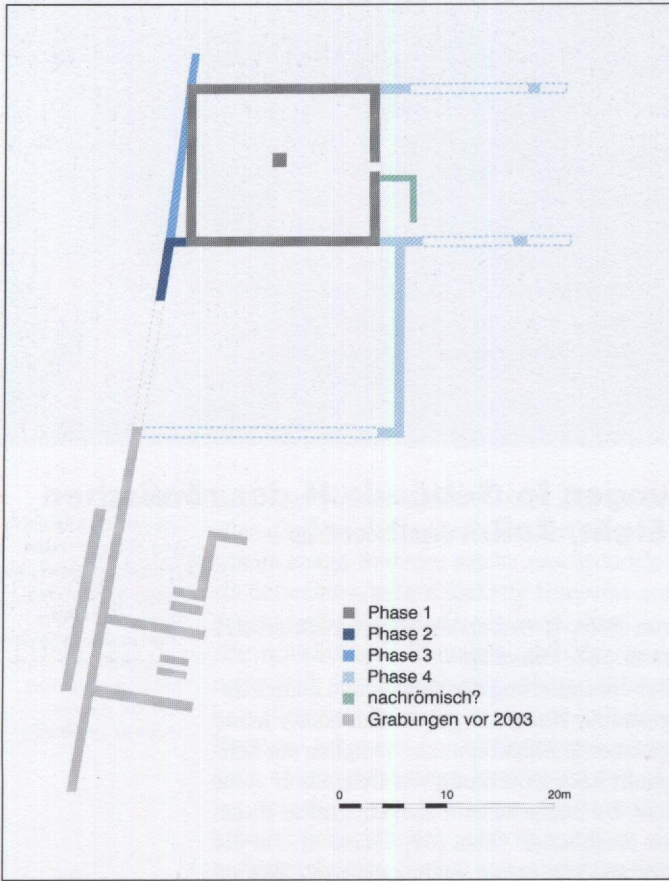 Phase 1
Phase 2
Phase 3
Phase 4
nachrömisch?
Grabungen vor 2003
0 10 20m